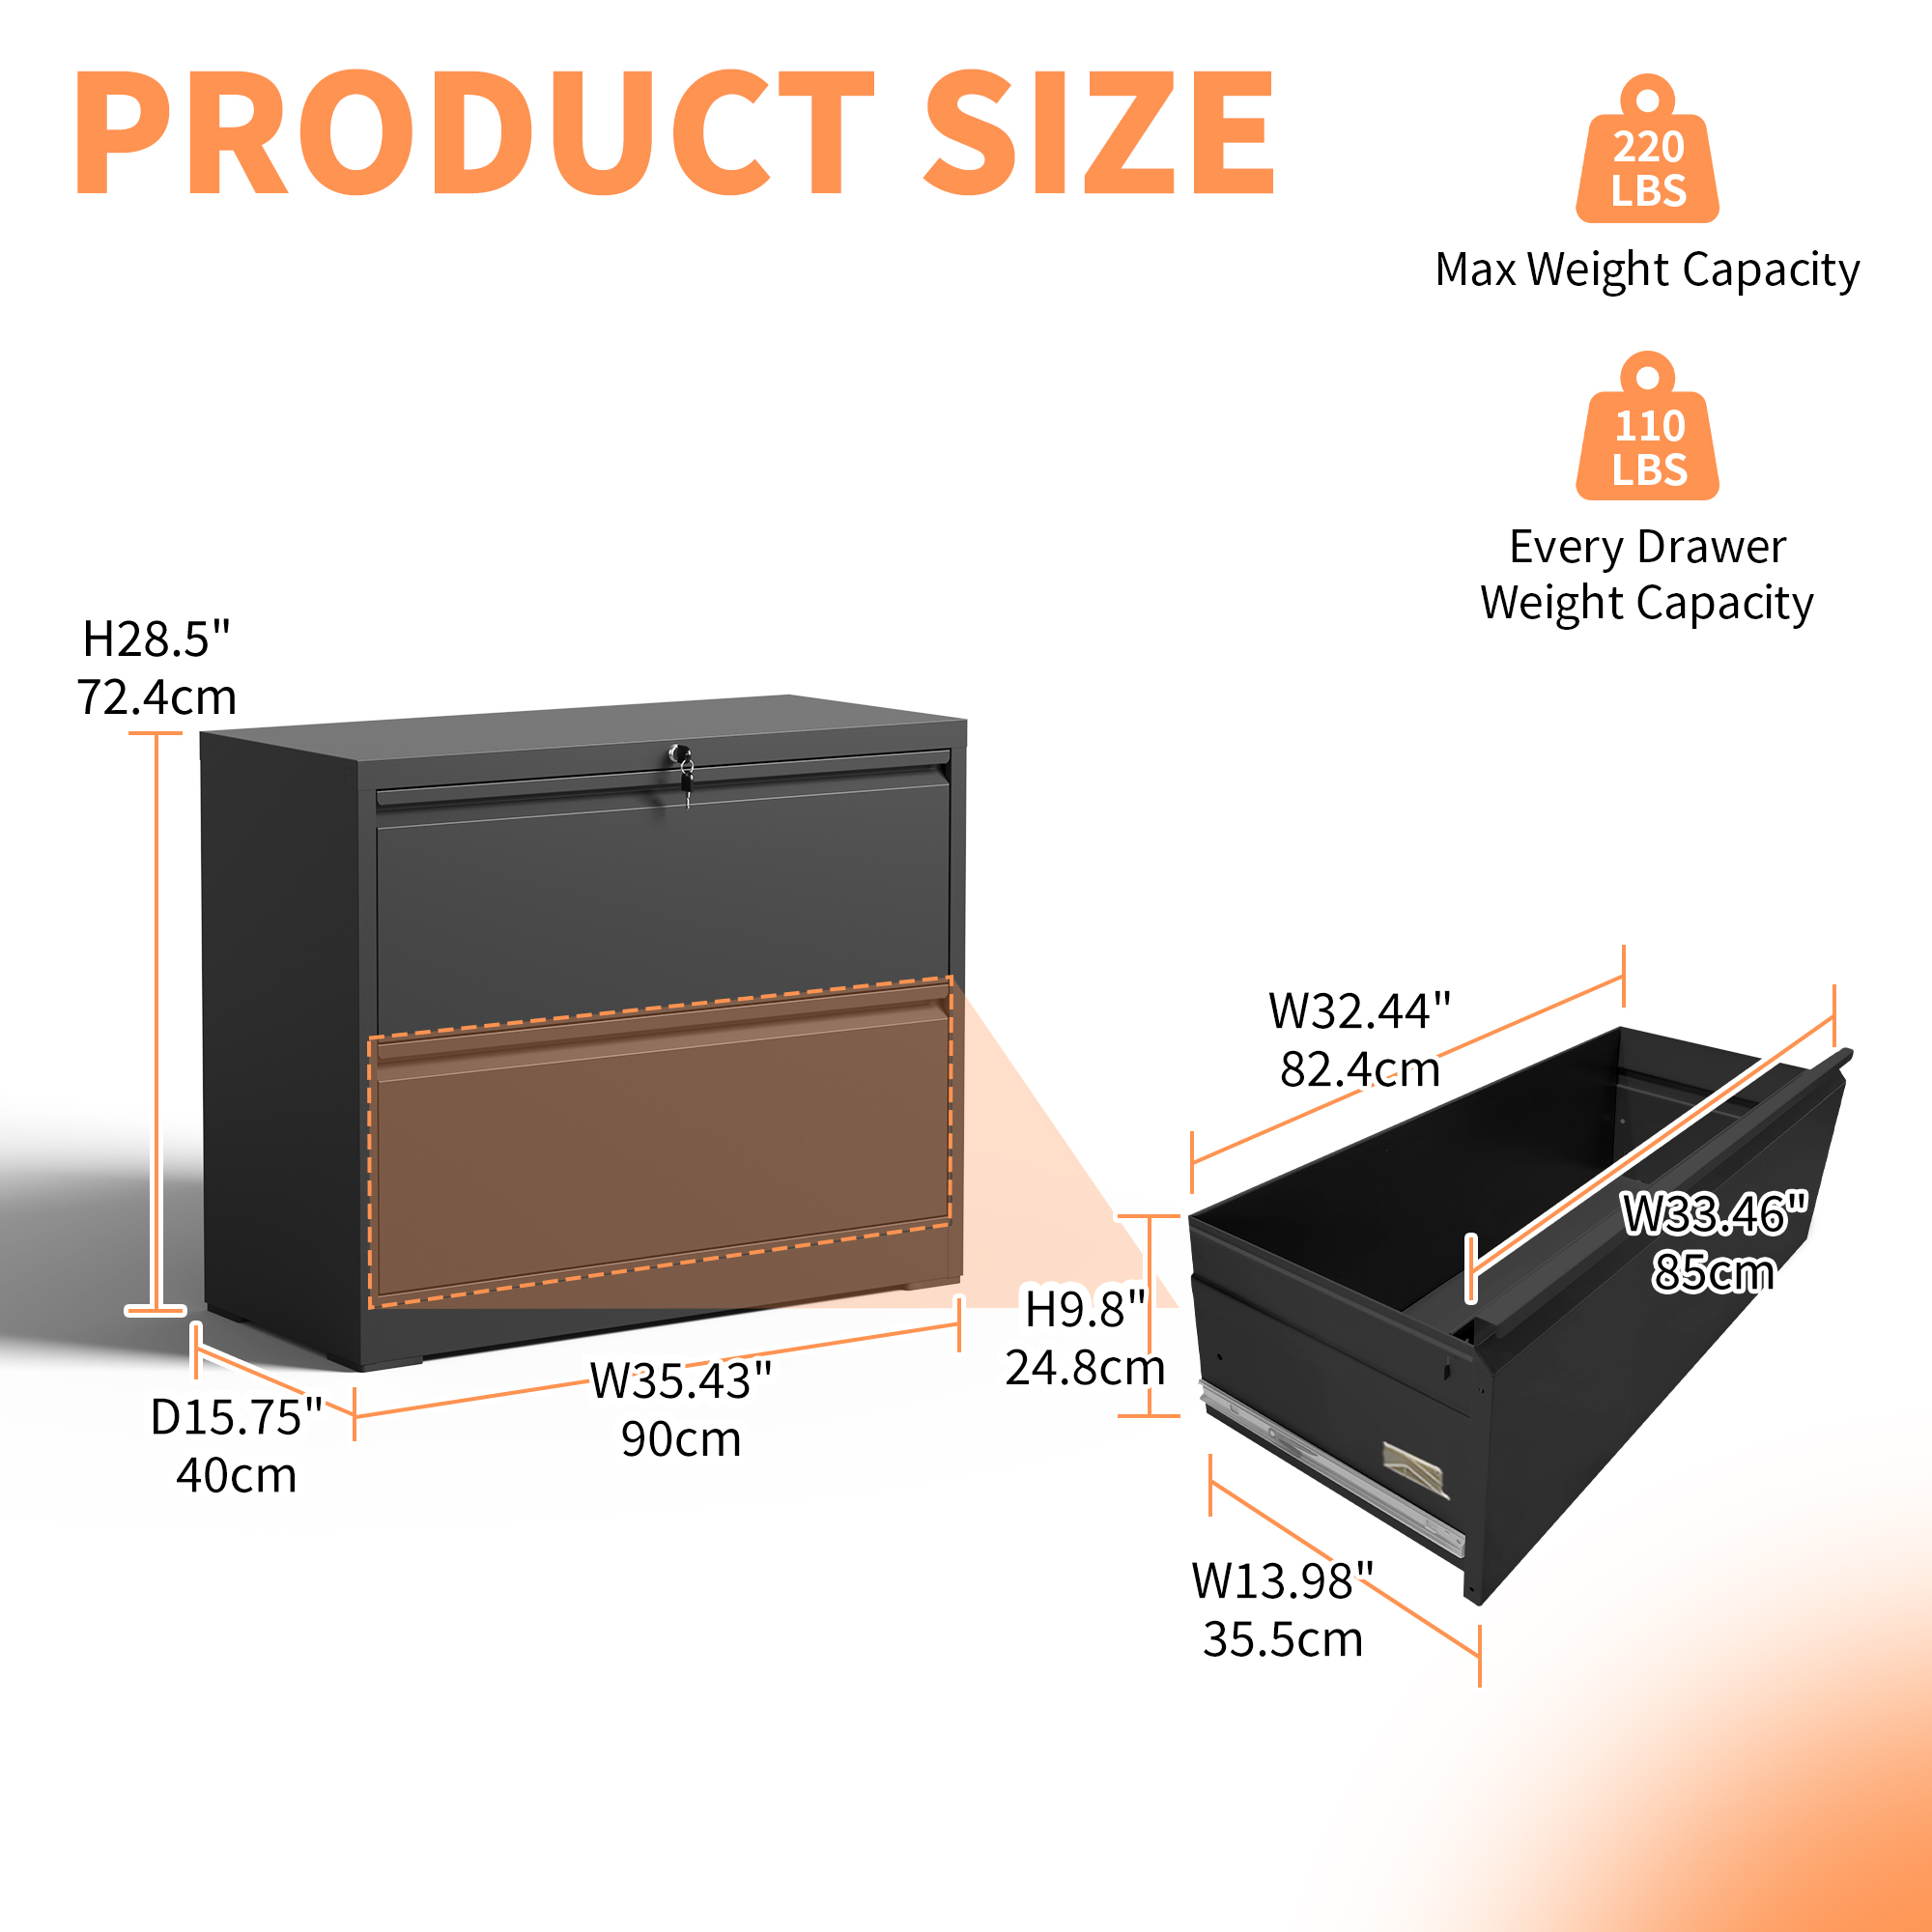 PRODUCT SIZE
220
LBS
Max Weight Capacity
110
LBS
Every Drawer
Weight Capacity
H28.5"
72.4cm
W32.44"
82.4cm
W33.46"
85cm
H9.8"
24.8cm
W35.43"
90cm
D15.75"
40cm
W13.98"
35.5cm